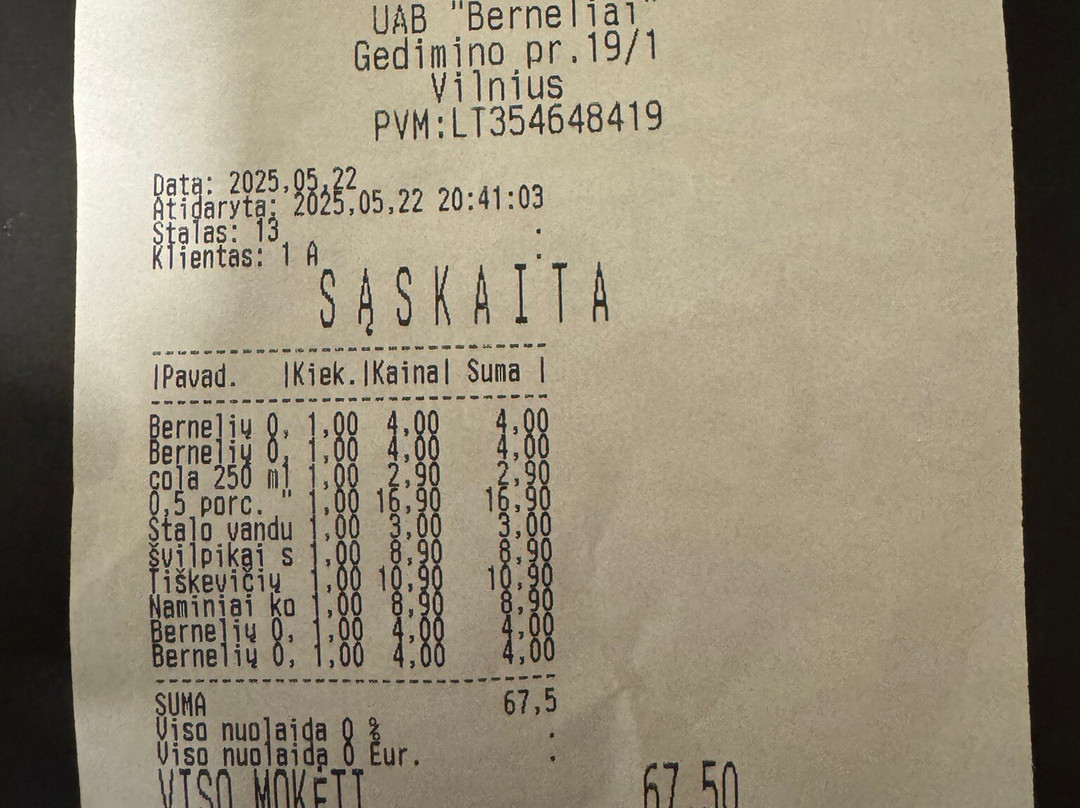 UAB "Berneliai"
Gedimino pr.19/1
Vilnius
PVM:LT354648419
Data: 2025,05,22
Atidaryta: 2025,05,22 20:41:03
Stalas: 13 .
Klientas: 1 A .
SĄSKAITA
|Pavad. |Kiek.|Kaina| Suma |
Bernelių 0, 1,00 4,00 4,00
Bernelių 0, 1,00 4,00 4,00
cola 250 ml 1,00 2,90 2,90
0,5 porc. " 1,00 16,90 16,90
Stalo vandu 1,00 3,00 3,00
švilpikai s 1,00 8,90 8,90
Tiškevičių 1,00 10,90 10,90
Naminiai ko 1,00 8,90 8,90
Bernelių 0, 1,00 4,00 4,00
Bernelių 0, 1,00 4,00 4,00
SUMA 67,5
Viso nuolaida 0 % .
Viso nuolaida 0 Eur. .
VISO MOKĖTI 67,50